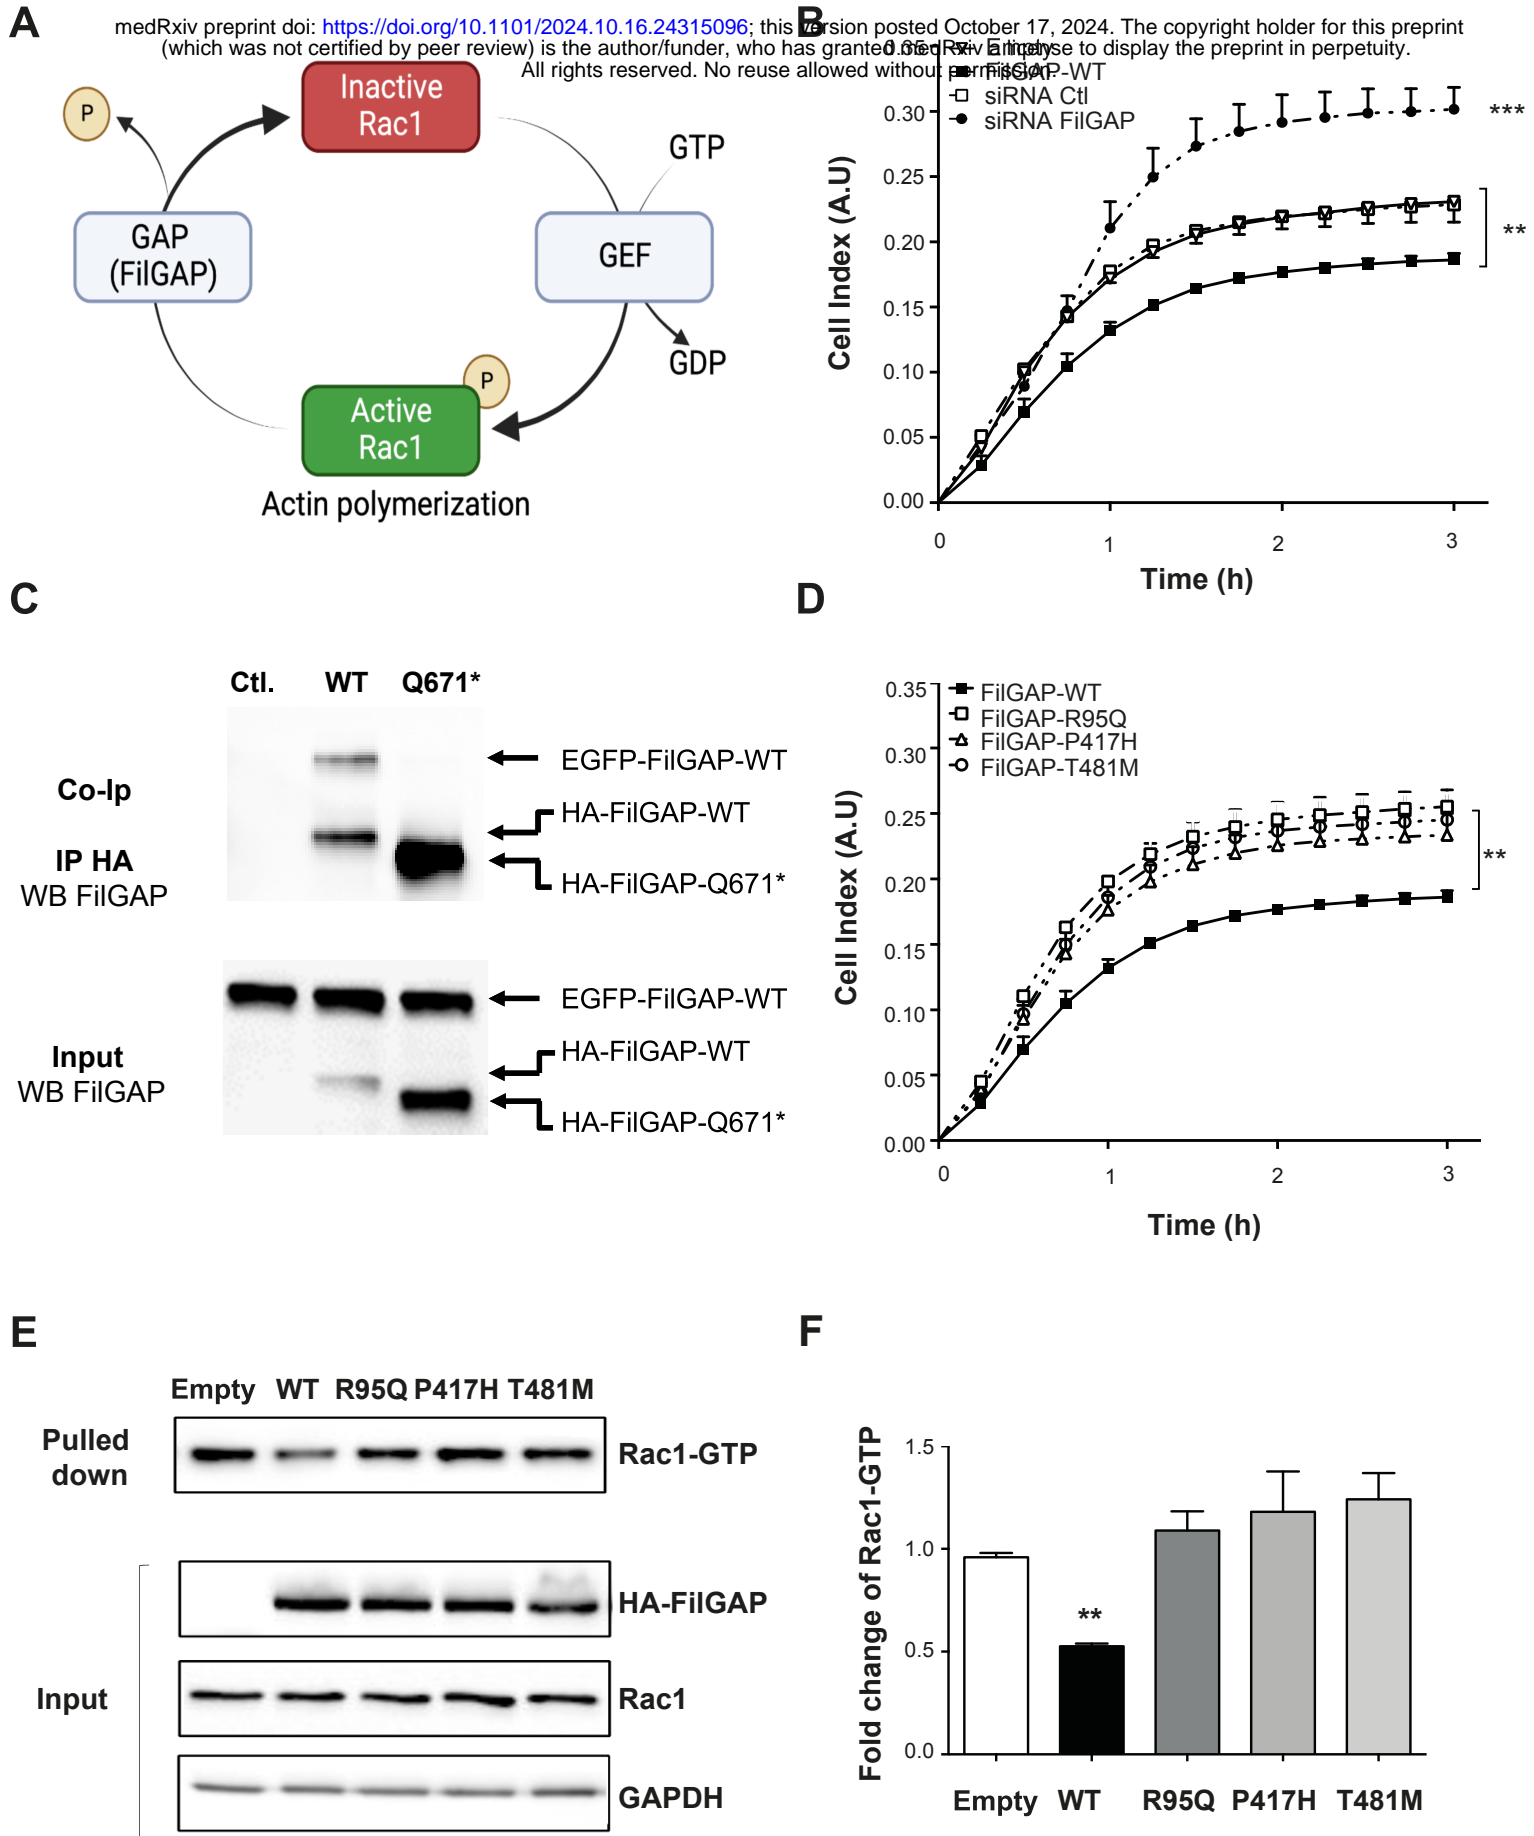 A
medRxiv preprint doi: https://doi.org/10.1101/2024.10.16.24315096; this version posted October 17, 2024. The copyright holder for this preprint
(which was not certified by peer review) is the author/funder, who has granted medRxiv a license to display the preprint in perpetuity.
All rights reserved. No reuse allowed without permission.
Inactive
Rac1
P
GTP
GAP
(FilGAP)
GEF
GDP
P
Active
Rac1
Actin polymerization
B
0.35
Empty
FilGAP-WT
siRNA Ctl
siRNA FilGAP
0.30
0.25
0.20
0.15
0.10
0.05
0.00
***
**
Cell Index (A.U)
0 1 2 3
Time (h)
C
Ctl. WT Q671*
Co-Ip
IP HA
WB FilGAP
EGFP-FilGAP-WT
HA-FilGAP-WT
HA-FilGAP-Q671*
Input
WB FilGAP
EGFP-FilGAP-WT
HA-FilGAP-WT
HA-FilGAP-Q671*
D
FilGAP-WT
FilGAP-R95Q
FilGAP-P417H
FilGAP-T481M
0.35
0.30
0.25
0.20
0.15
0.10
0.05
0.00
**
Cell Index (A.U)
0 1 2 3
Time (h)
E
Empty WT R95Q P417H T481M
Pulled
down
Rac1-GTP
HA-FilGAP
Input
Rac1
GAPDH
F
Fold change of Rac1-GTP
1.5
1.0
0.5
0.0
**
Empty WT R95Q P417H T481M